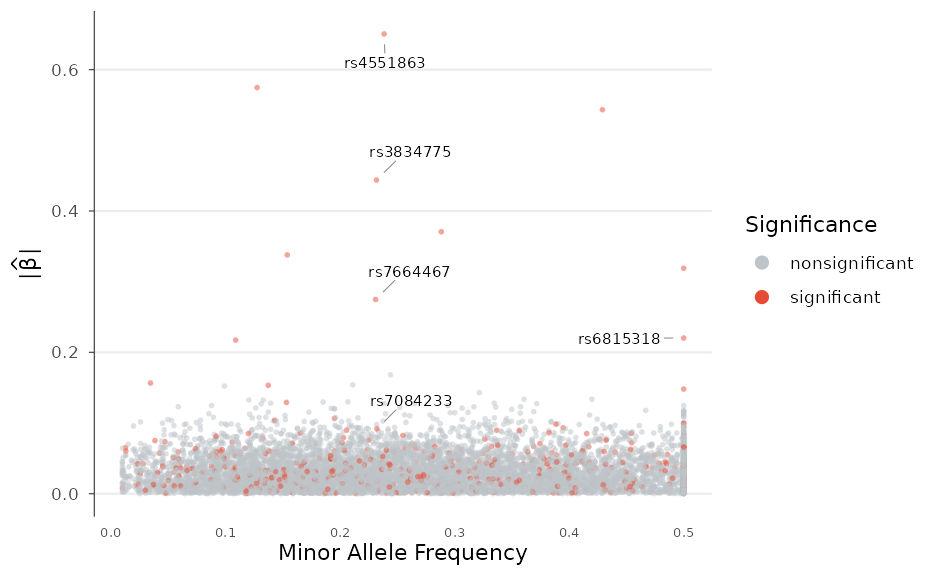 rs4551863
0.6
rs3834775
0.4
rs7664467
rs6815318
0.2
rs7084233
0.0
|β̂|
0.0 0.1 0.2 0.3 0.4 0.5
Minor Allele Frequency
Significance
nonsignificant
significant